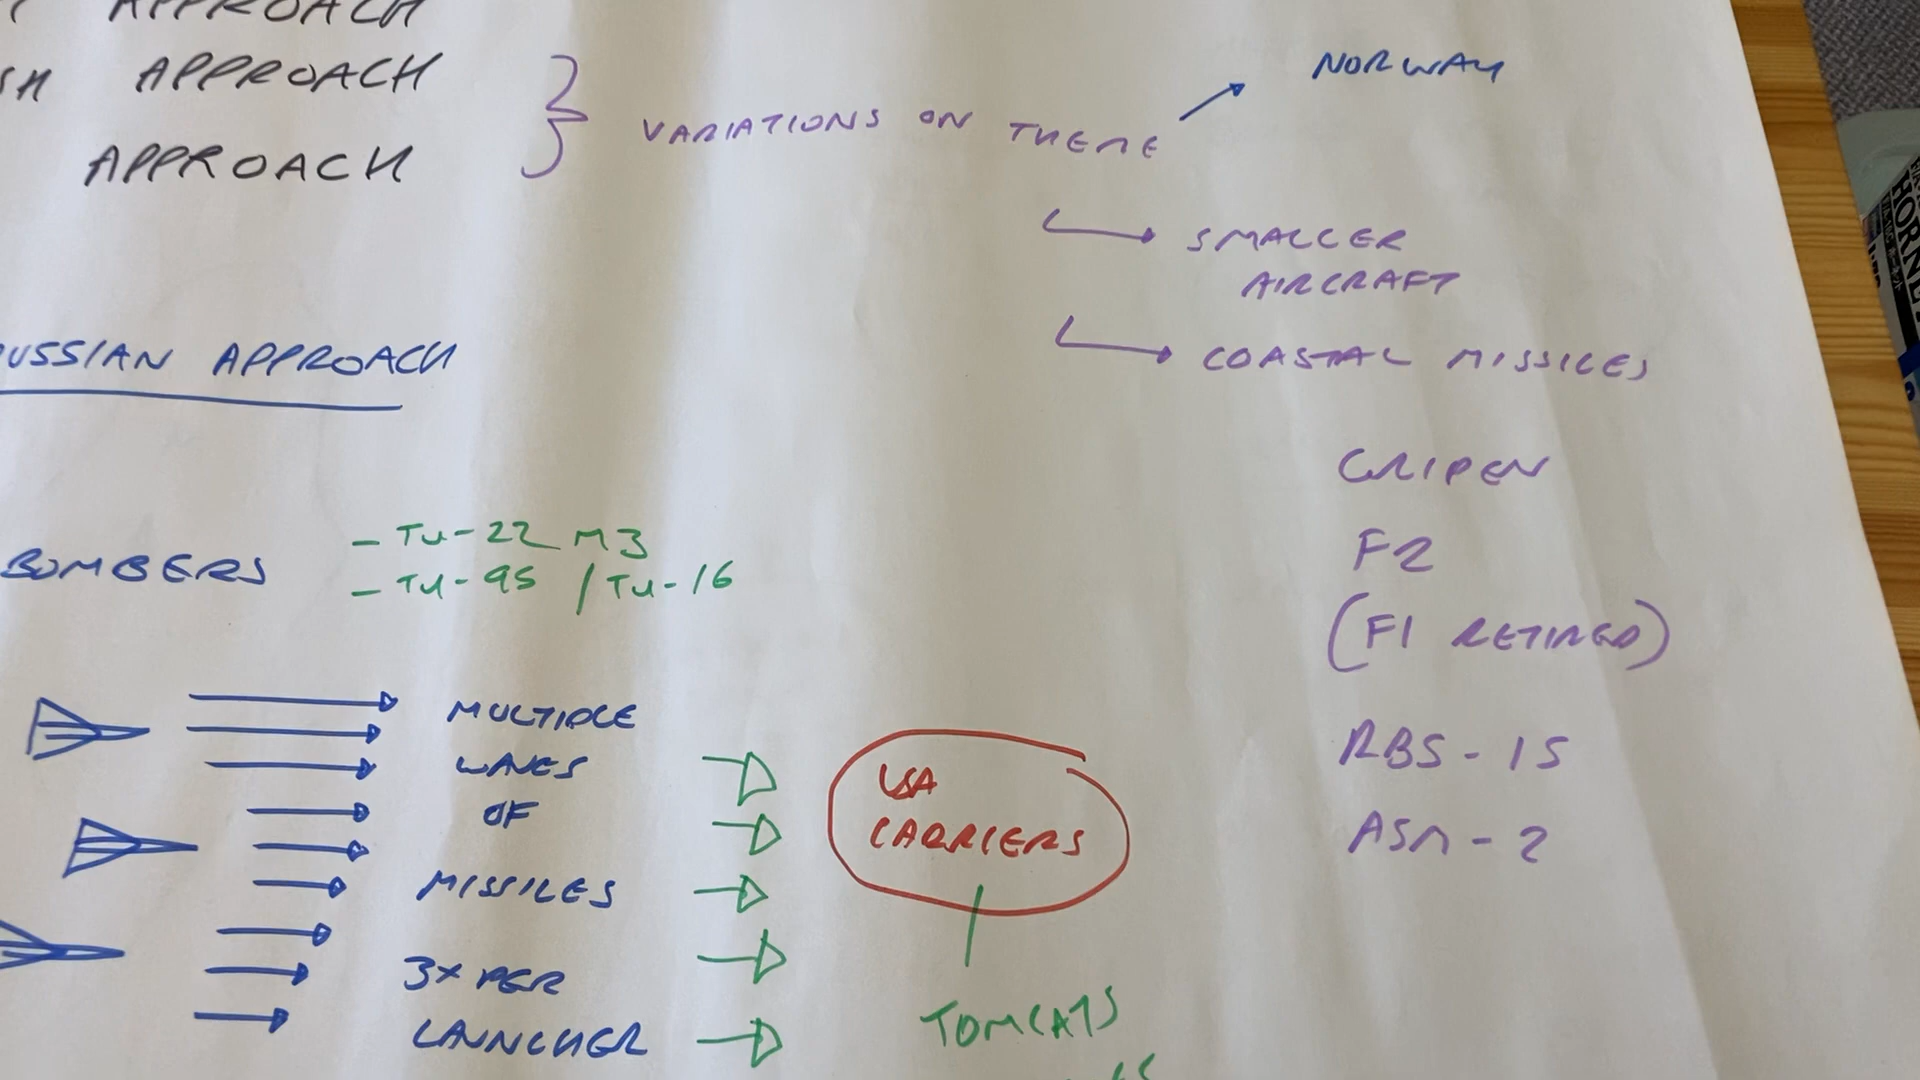 APPROACH
SH APPROACH
APPROACH
VARIATIONS ON THEME
NORWAY
SMALLER
AIRCRAFT
COASTAL MISSILES
USSIAN APPROACH
BOMBERS
- Tu-22 M3
- Tu-95 / Tu-16
MULTIPLE
WAVES
OF
MISSILES
3X PER
LAUNCHER
USA
CARRIERS
TOMCATS
GRIPEN
F2
(F1 RETIRED)
RBS-15
ASM-2
HORNE